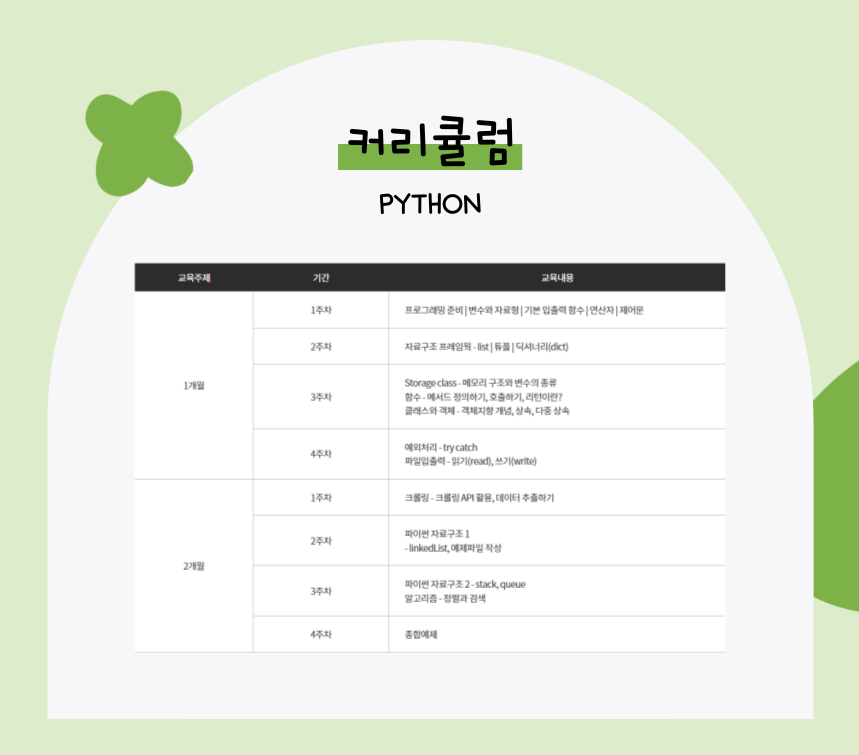 커리큘럼
PYTHON
교육주제 기간 교육내용
1개월
1주차 프로그래밍 준비 | 변수와 자료형 | 기본 입출력 함수 | 연산자 | 제어문
2주차 자료구조 프레임웍 - list | 튜플 | 딕셔너리(dict)
3주차
Storage class - 메모리 구조와 변수의 종류
함수 - 메서드 정의하기, 호출하기, 리턴이란?
클래스와 객체 - 객체지향 개념, 상속, 다중 상속
4주차
예외처리 - try catch
파일입출력 - 읽기(read), 쓰기(write)
2개월
1주차 크롤링 - 크롤링 API 활용, 데이터 추출하기
2주차
파이썬 자료구조 1
- linkedList, 예제파일 작성
3주차
파이썬 자료구조 2 - stack, queue
알고리즘 - 정렬과 검색
4주차 종합예제